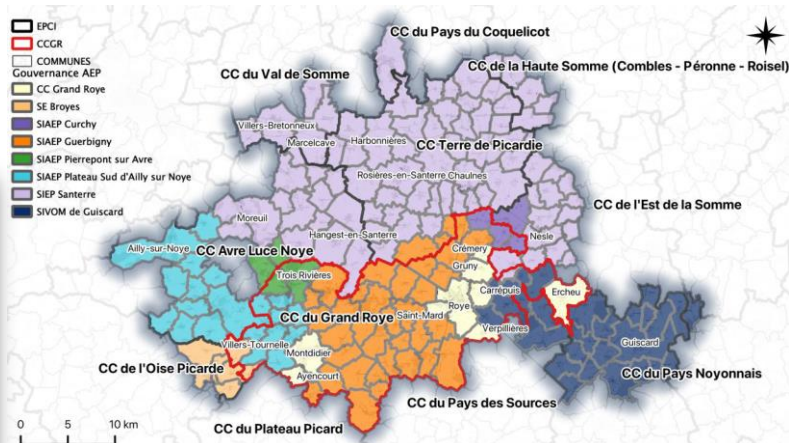 EPCI
CCGR
COMMUNES
Gouvernance AEP
CC Grand Roye
SE Broyes
SIAEP Curchy
SIAEP Guerbigny
SIAEP Pierrepont sur Avre
SIAEP Plateau Sud d'Ailly sur Noye
SIEP Santerre
SIVOM de Guiscard
CC du Pays du Coquelicot
CC du Val de Somme
CC de la Haute Somme (Combles - Péronne - Roisel)
Villers-Bretonneux
Marcelcave
Harbonnières
CC Terre de Picardie
Rosières-en-Santerre
Chaulnes
CC de l'Est de la Somme
Moreuil
Hangest-en-Santerre
Nesle
Ailly-sur-Noye
CC Avre Luce Noye
Crémery
Gruny
Trois Rivières
Carrépuis
Ercheu
Roye
CC du Grand Roye
Saint-Mard
Verpillières
Villers-Tournelle
Montdidier
Guiscard
CC de l'Oise Picarde
Ayencourt
CC du Pays Noyonnais
CC du Pays des Sources
CC du Plateau Picard
0 5 10 km